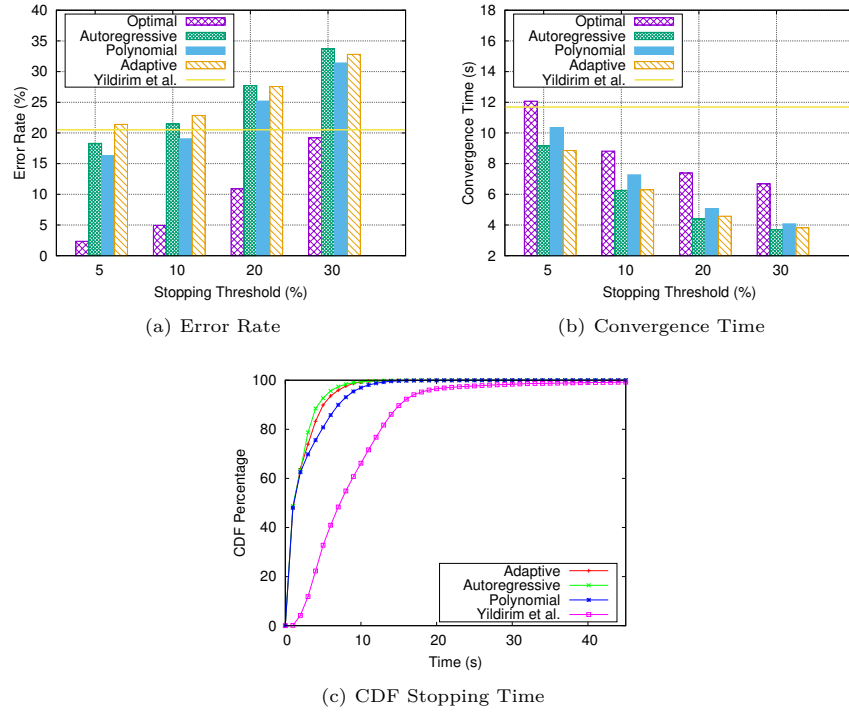 40
35
30
25
20
15
10
5
0
Error Rate (%)
Optimal
Autoregressive
Polynomial
Adaptive
Yildirim et al.
5 10 20 30
Stopping Threshold (%)
(a) Error Rate
18
16
14
12
10
8
6
4
2
Convergence Time (s)
Optimal
Autoregressive
Polynomial
Adaptive
Yildirim et al.
5 10 20 30
Stopping Threshold (%)
(b) Convergence Time
100
80
60
40
20
0
CDF Percentage
Adaptive
Autoregressive
Polynomial
Yildirim et al.
0 10 20 30 40
Time (s)
(c) CDF Stopping Time